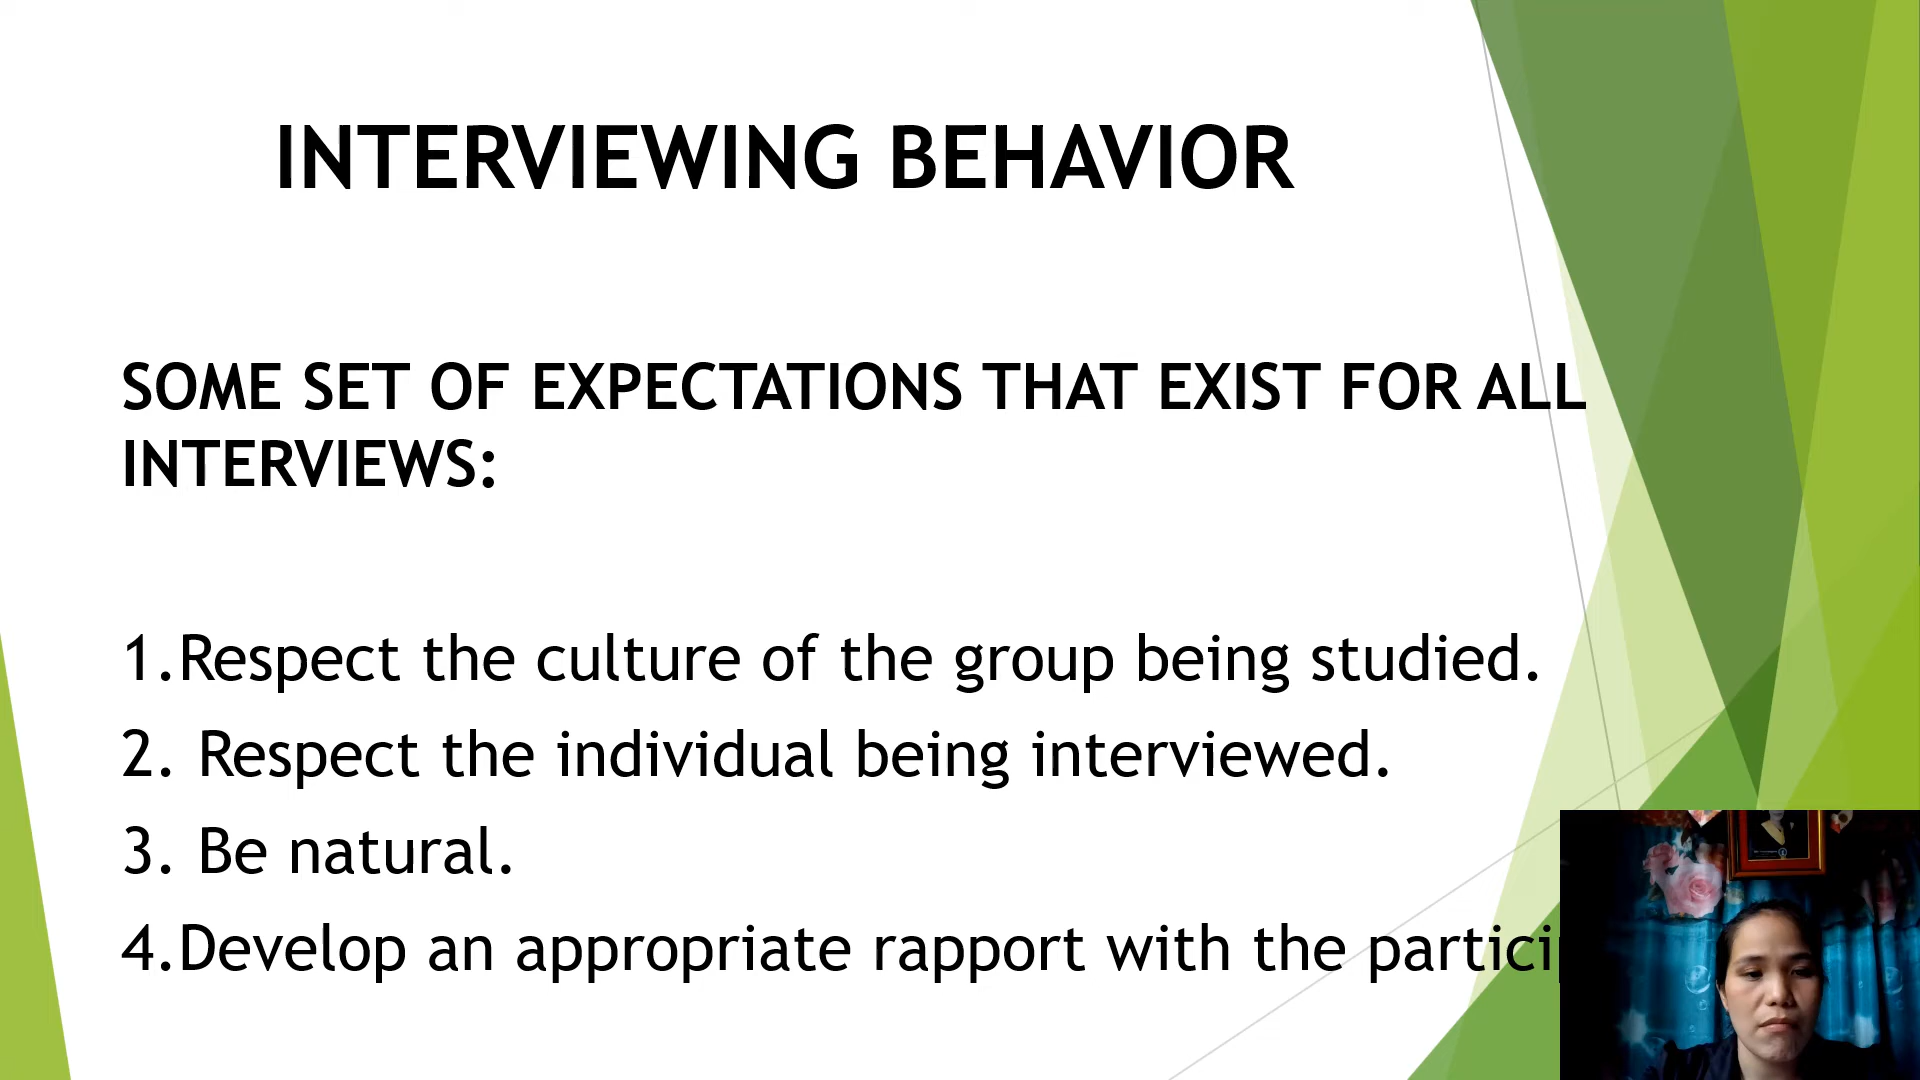 INTERVIEWING BEHAVIOR
SOME SET OF EXPECTATIONS THAT EXIST FOR ALL
INTERVIEWS:
1.Respect the culture of the group being studied.
2. Respect the individual being interviewed.
3. Be natural.
4.Develop an appropriate rapport with the